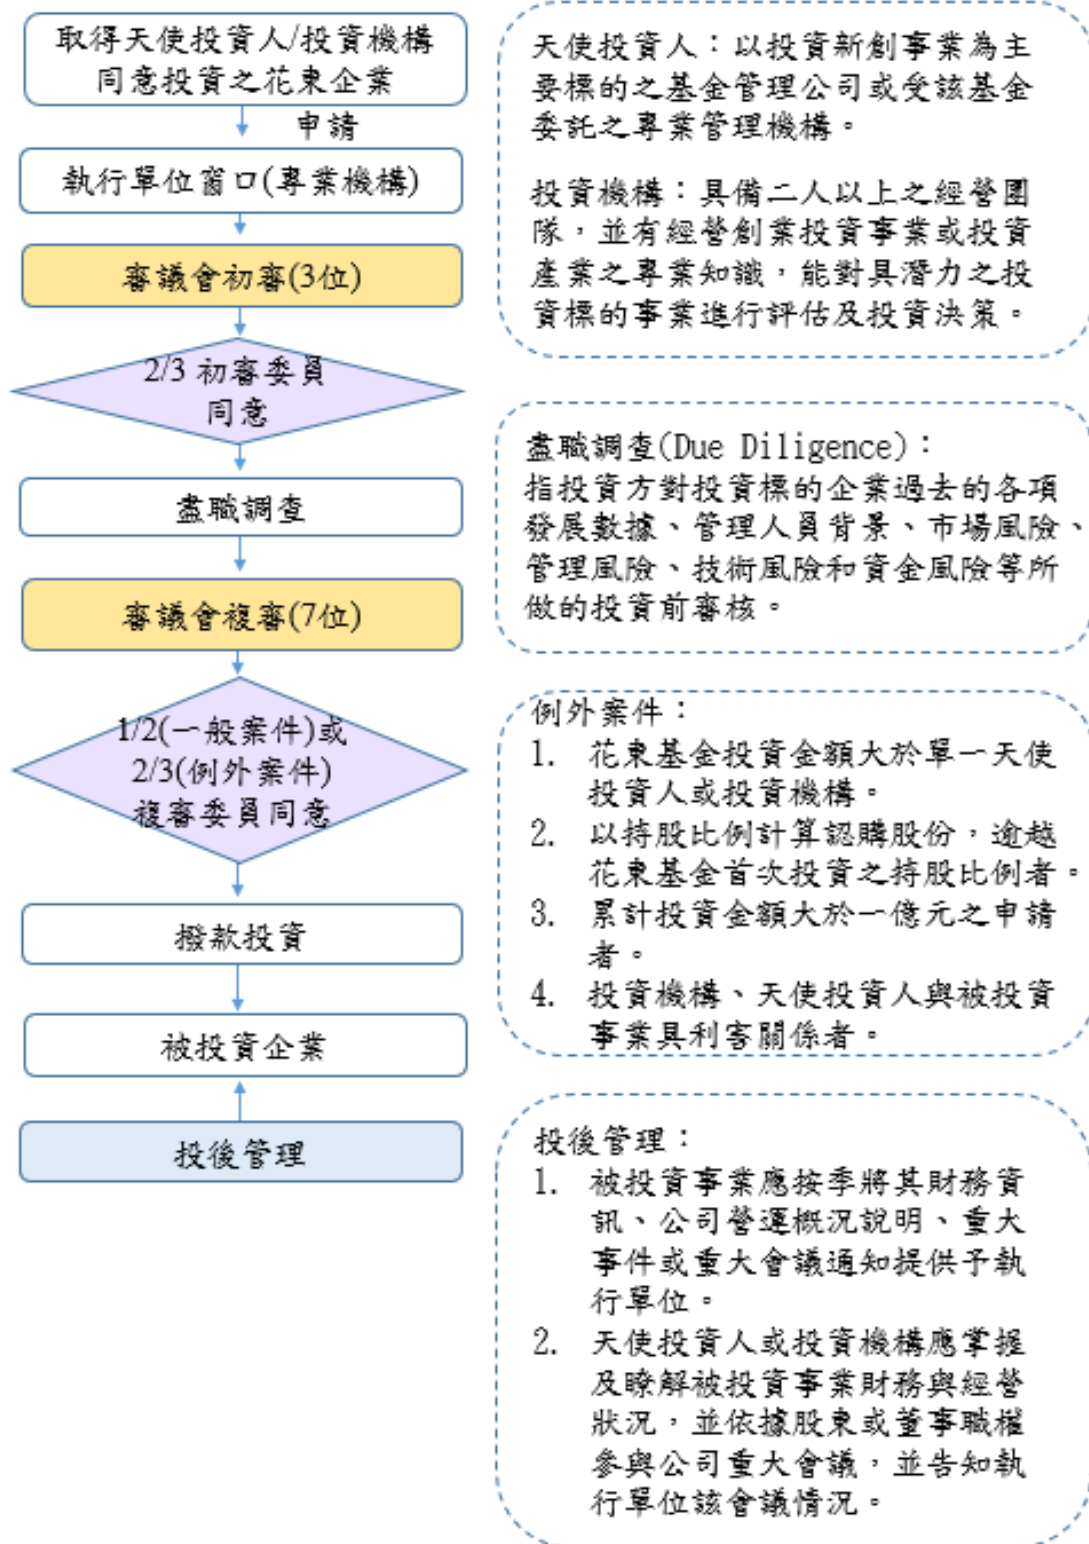 取得天使投資人/投資機構
同意投資之花東企業
申請
執行單位窗口(專業機構)
審議會初審(3位)
2/3 初審委員
同意
盡職調查
審議會複審(7位)
1/2(一般案件)或
2/3(例外案件)
複審委員同意
撥款投資
被投資企業
投後管理
天使投資人：以投資新創事業為主
要標的之基金管理公司或受該基金
委託之專業管理機構。
投資機構：具備二人以上之經營團
隊，並有經營創業投資事業或投資
產業之專業知識，能對具潛力之投
資標的事業進行評估及投資決策。
盡職調查(Due Diligence)：
指投資方對投資標的企業過去的各項
發展數據、管理人員背景、市場風險、
管理風險、技術風險和資金風險等所
做的投資前審核。
例外案件：
1. 花東基金投資金額大於單一天使
投資人或投資機構。
2. 以持股比例計算認購股份，逾越
花東基金首次投資之持股比例者。
3. 累計投資金額大於一億元之申請
者。
4. 投資機構、天使投資人與被投資
事業具利害關係者。
投後管理：
1. 被投資事業應按季將其財務資
訊、公司營運概況說明、重大
事件或重大會議通知提供予執
行單位。
2. 天使投資人或投資機構應掌握
及瞭解被投資事業財務與經營
狀況，並依據股東或董事職權
參與公司重大會議，並告知執
行單位該會議情況。